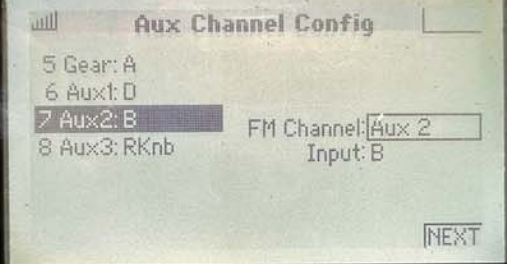 Aux Channel Config
5 Gear: A
6 Aux1: D
7 Aux2: B
8 Aux3: RKnb
FM Channel: Aux 2
Input: B
NEXT